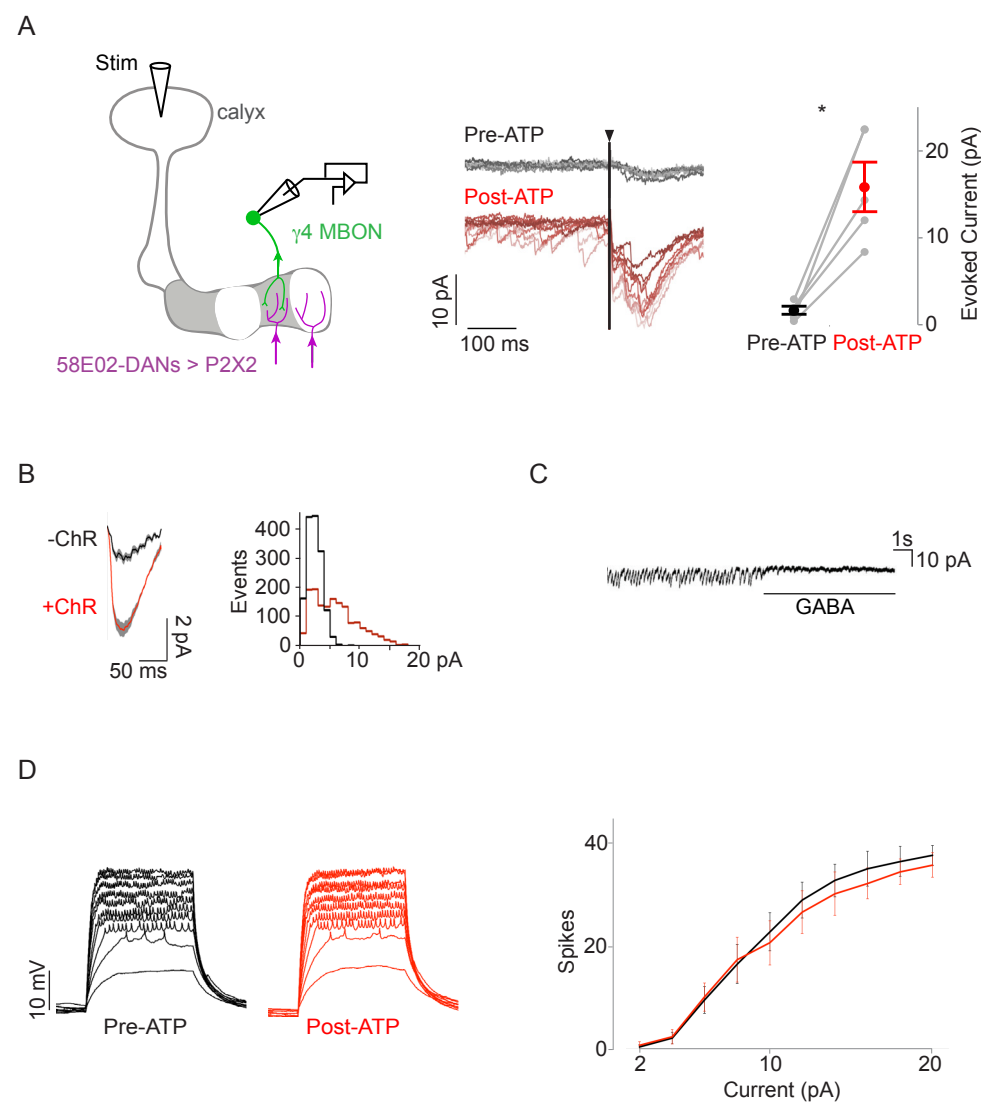 A
Stim
calyx
γ4 MBON
58E02-DANs > P2X2
Pre-ATP
Post-ATP
10 pA
100 ms
*
20
10
0
Evoked Current (pA)
Pre-ATP Post-ATP
B
-ChR
+ChR
2 pA
50 ms
Events
400
300
200
100
0
0 10 20 pA
C
1s
10 pA
GABA
D
10 mV
Pre-ATP
Post-ATP
Spikes
40
20
0
2 10 20
Current (pA)